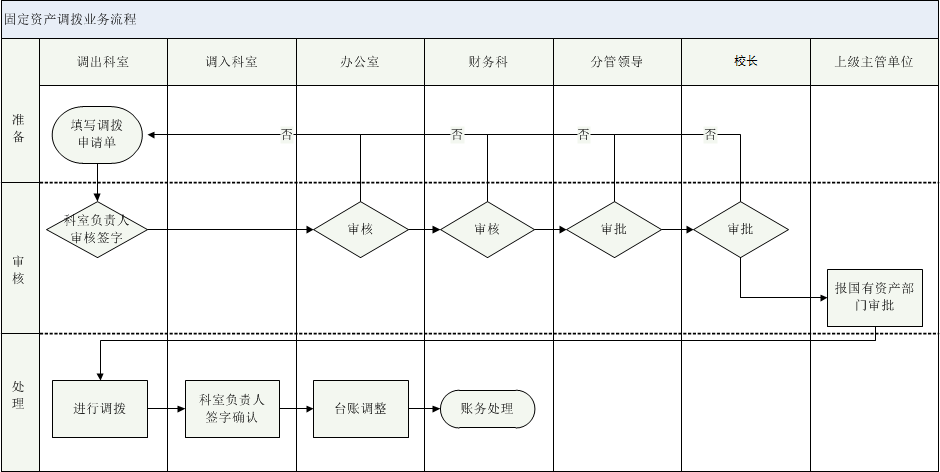 固定资产调拨业务流程
调出科室
调入科室
办公室
财务科
分管领导
校长
上级主管单位
准
备
填写调拨
申请单
否
否
否
否
审
核
科室负责人
审核签字
审核
审核
审批
审批
报国有资产部
门审批
处
理
进行调拨
科室负责人
签字确认
台账调整
账务处理